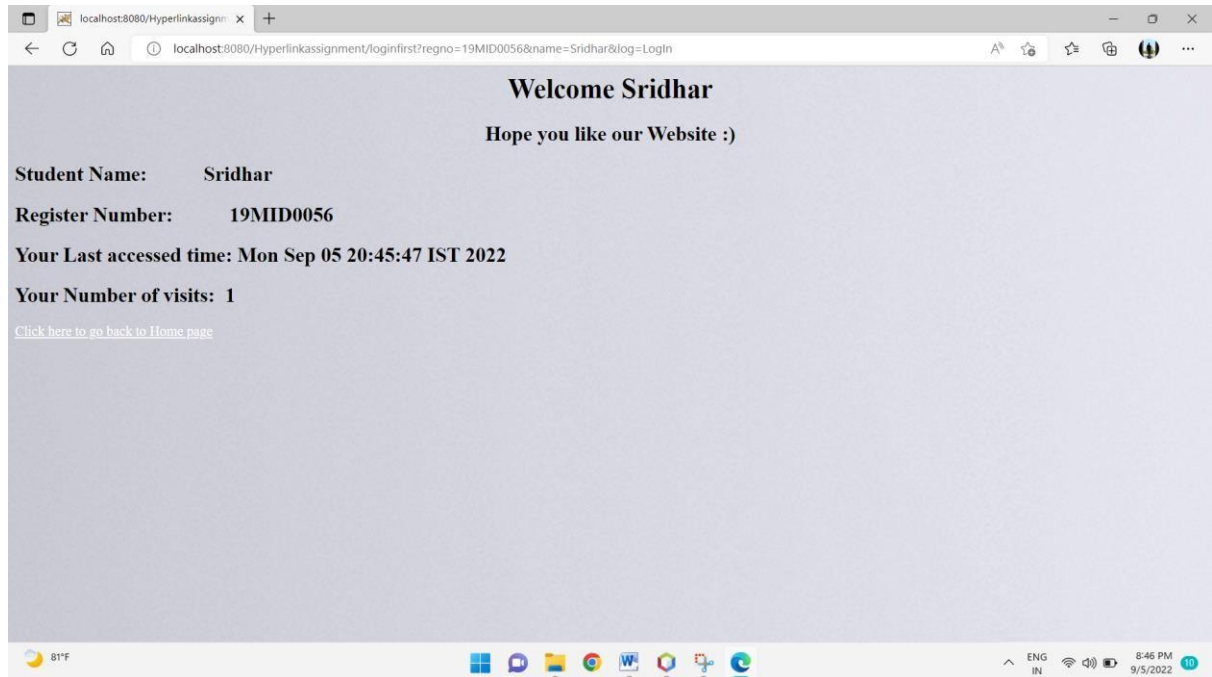 localhost:8080/Hyperlinkassignm
localhost:8080/Hyperlinkassignment/loginfirst?regno=19MID0056&name=Sridhar&log=LogIn
Welcome Sridhar
Hope you like our Website :)
Student Name: Sridhar
Register Number: 19MID0056
Your Last accessed time: Mon Sep 05 20:45:47 IST 2022
Your Number of visits: 1
Click here to go back to Home page
81°F
ENG
IN
8:46 PM
9/5/2022
10